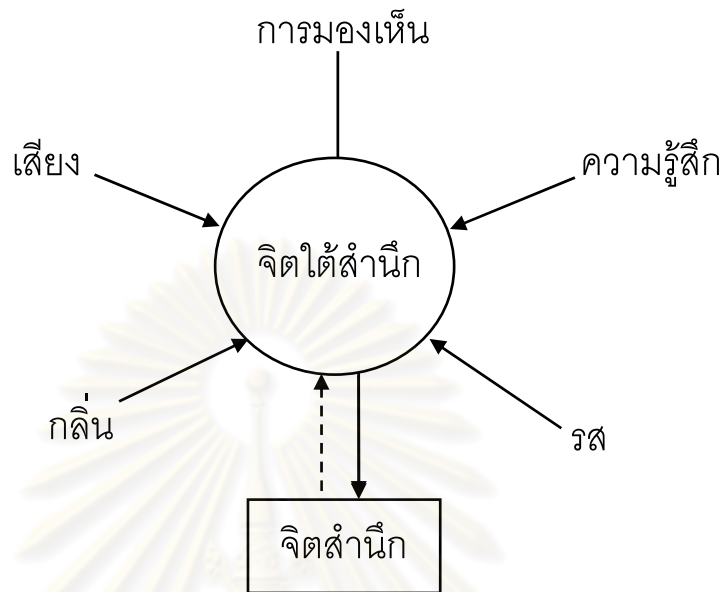 การมองเห็น
เสียง
ความรู้สึก
จิตใต้สำนึก
กลิ่น
รส
จิตสำนึก